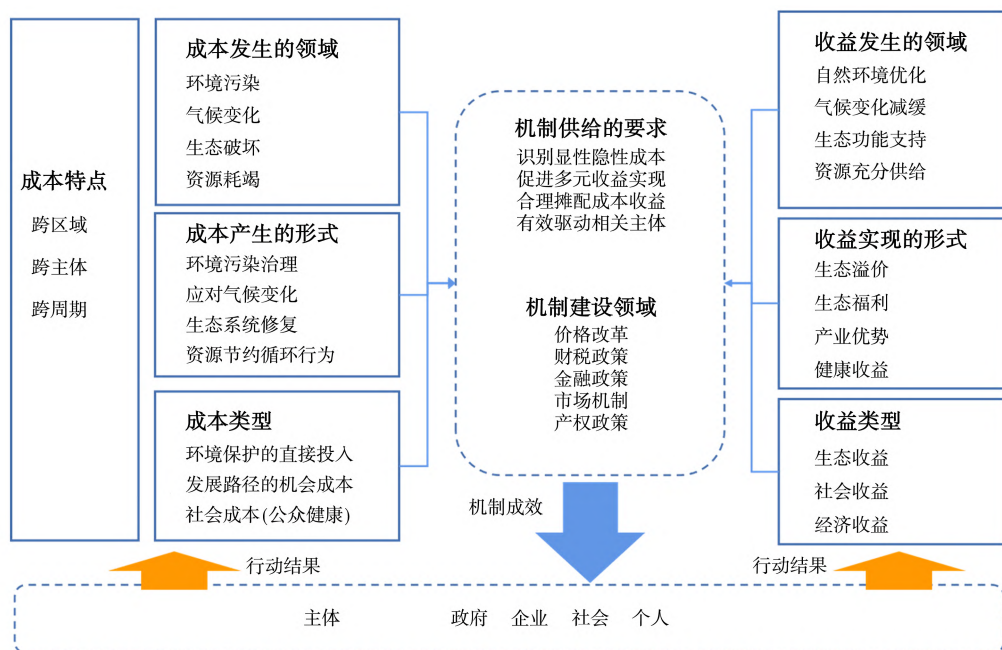 成本特点
跨区域
跨主体
跨周期
成本发生的领域
环境污染
气候变化
生态破坏
资源耗竭
成本产生的形式
环境污染治理
应对气候变化
生态系统修复
资源节约循环行为
成本类型
环境保护的直接投入
发展路径的机会成本
社会成本(公众健康)
机制供给的要求
识别显性隐性成本
促进多元收益实现
合理摊配成本收益
有效驱动相关主体
机制建设领域
价格改革
财税政策
金融政策
市场机制
产权政策
收益发生的领域
自然环境优化
气候变化减缓
生态功能支持
资源充分供给
收益实现的形式
生态溢价
生态福利
产业优势
健康收益
收益类型
生态收益
社会收益
经济收益
机制成效
行动结果
行动结果
主体 政府 企业 社会 个人